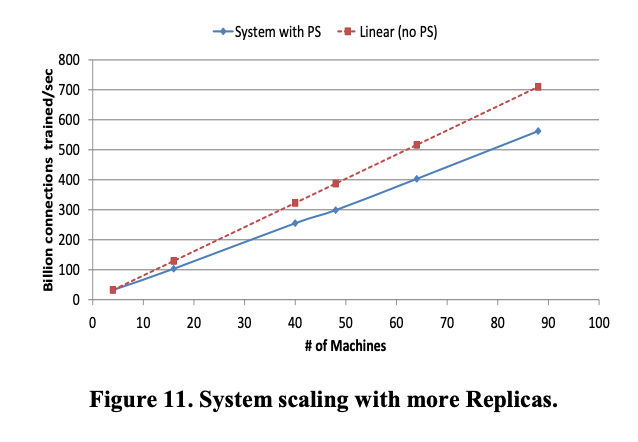 System with PS
Linear (no PS)
Billion connections trained/sec
800
700
600
500
400
300
200
100
0
0 10 20 30 40 50 60 70 80 90 100
# of Machines
Figure 11. System scaling with more Replicas.